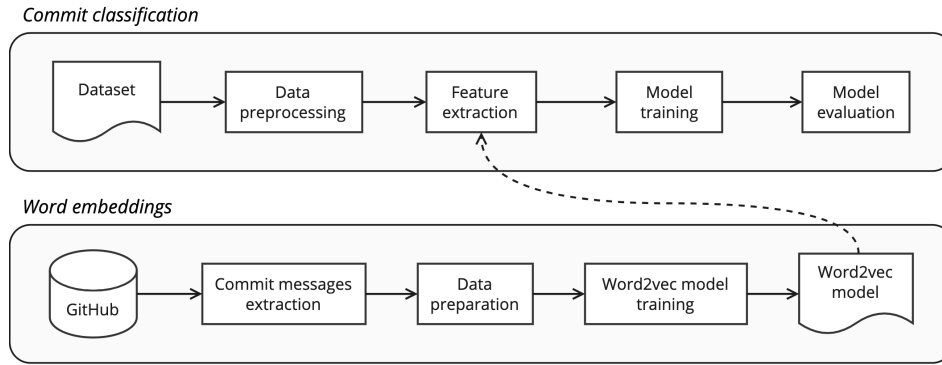 Commit classification
Dataset
Data
preprocessing
Feature
extraction
Model
training
Model
evaluation
Word embeddings
GitHub
Commit messages
extraction
Data
preparation
Word2vec model
training
Word2vec
model